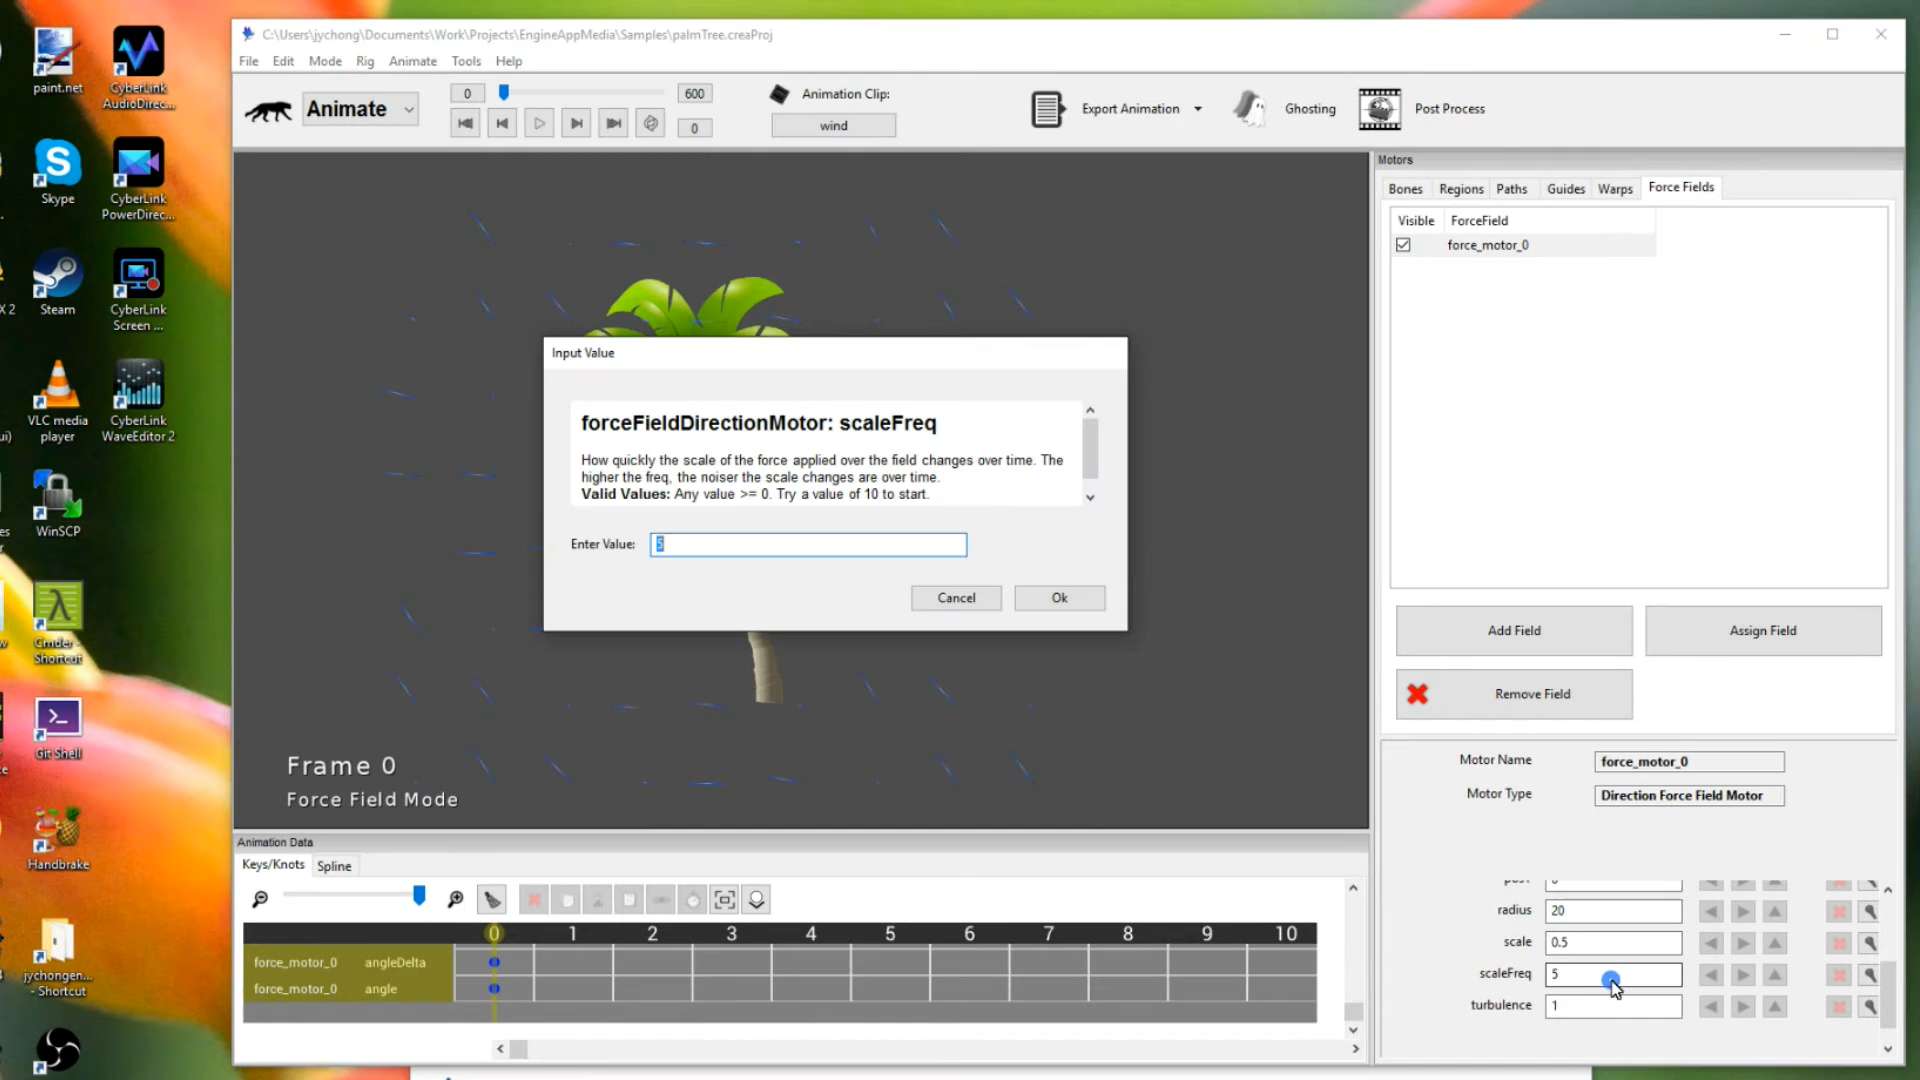 C:\Users\jychong\Documents\Work\Projects\EngineAppMedia\Samples\palmTree.creaProj
File Edit Mode Rig Animate Tools Help
Animate
0
600
0
Animation Clip:
wind
Export Animation
Ghosting
Post Process
paint.net
CyberLink
AudioDirec...
Skype
CyberLink
PowerDirec...
X 2
Steam
CyberLink
Screen ...
VLC media
player
CyberLink
WaveEditor 2
ui)
WinSCP
es
Cmder -
Shortcut
w
Git Shell
Handbrake
ce
jychongen...
- Shortcut
Motors
Bones Regions Paths Guides Warps Force Fields
Visible ForceField
force_motor_0
Input Value
forceFieldDirectionMotor: scaleFreq
How quickly the scale of the force applied over the field changes over time. The
higher the freq, the noiser the scale changes are over time.
Valid Values: Any value >= 0. Try a value of 10 to start.
Enter Value: 5
Cancel Ok
Add Field Assign Field
Remove Field
Motor Name force_motor_0
Motor Type Direction Force Field Motor
radius 20
scale 0.5
scaleFreq 5
turbulence 1
Frame 0
Force Field Mode
Animation Data
Keys/Knots Spline
0 1 2 3 4 5 6 7 8 9 10
force_motor_0 angleDelta
force_motor_0 angle